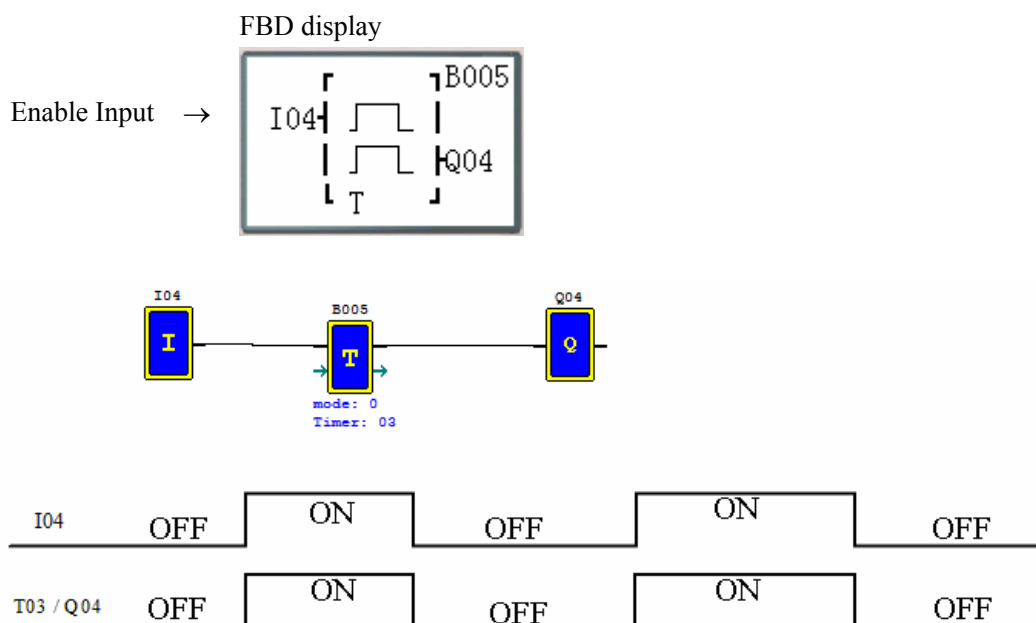 FBD display
B005
Enable Input →
I04
Q04
T
I04
B005
Q04
I
T
Q
mode: 0
Timer: 03
I04 OFF ON OFF ON OFF
T03 / Q04 OFF ON OFF ON OFF